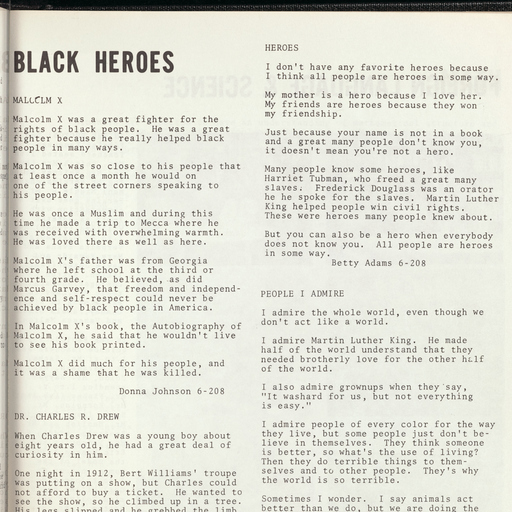 BLACK HEROES
MALCOLM X
Malcolm X was a great fighter for the
rights of black people. He was a great
fighter because he really helped black
people in many ways.
Malcolm X was so close to his people that
at least once a month he would on
one of the street corners speaking to
his people.
He was once a Muslim and during this
time he made a trip to Mecca where he
was received with overwhelming warmth.
He was loved there as well as here.
Malcolm X's father was from Georgia
where he left school at the third or
fourth grade. He believed, as did
Marcus Garvey, that freedom and independ-
ence and self-respect could never be
achieved by black people in America.
In Malcolm X's book, the Autobiography of
Malcolm X, he said that he wouldn't live
to see his book printed.
Malcolm X did much for his people, and
it was a shame that he was killed.
Donna Johnson 6-208
DR. CHARLES R. DREW
When Charles Drew was a young boy about
eight years old, he had a great deal of
curiosity in him.
One night in 1912, Bert Williams' troupe
was putting on a show, but Charles could
not afford to buy a ticket. He wanted to
see the show, so he climbed up in a tree.
His legs slipped and he grabbed the limb
HEROES
I don't have any favorite heroes because
I think all people are heroes in some way.
My mother is a hero because I love her.
My friends are heroes because they won
my friendship.
Just because your name is not in a book
and a great many people don't know you,
it doesn't mean you're not a hero.
Many people know some heroes, like
Harriet Tubman, who freed a great many
slaves. Frederick Douglass was an orator
he he spoke for the slaves. Martin Luther
King helped people win civil rights.
These were heroes many people knew about.
But you can also be a hero when everybody
does not know you. All people are heroes
in some way.
Betty Adams 6-208
PEOPLE I ADMIRE
I admire the whole world, even though we
don't act like a world.
I admire Martin Luther King. He made
half of the world understand that they
needed brotherly love for the other half
of the world.
I also admire grownups when they say,
"It washard for us, but not everything
is easy."
I admire people of every color for the way
they live, but some people just don't be-
lieve in themselves. They think someone
is better, so what's the use of living?
Then they do terrible things to them-
selves and to other people. They's why
the world is so terrible.
Sometimes I wonder. I say animals act
better than we do, but we are doing the